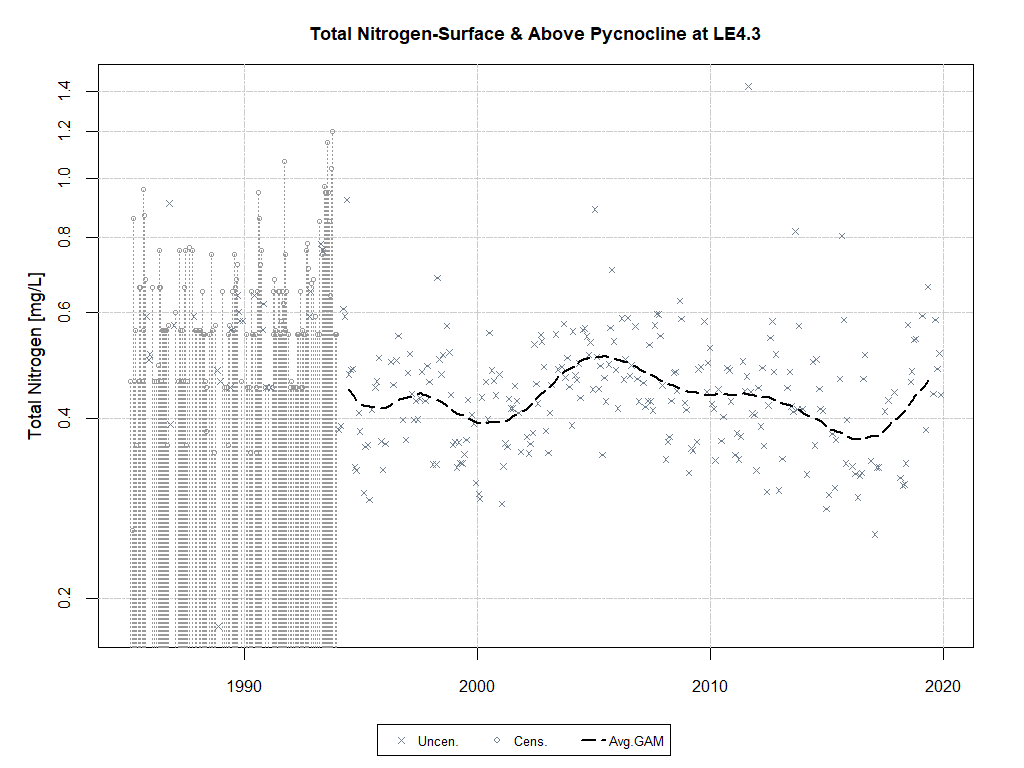 Total Nitrogen-Surface & Above Pycnocline at LE4.3
Total Nitrogen [mg/L]
1.4
1.2
1.0
0.8
0.6
0.4
0.2
1990 2000 2010 2020
Uncen. Cens. Avg.GAM